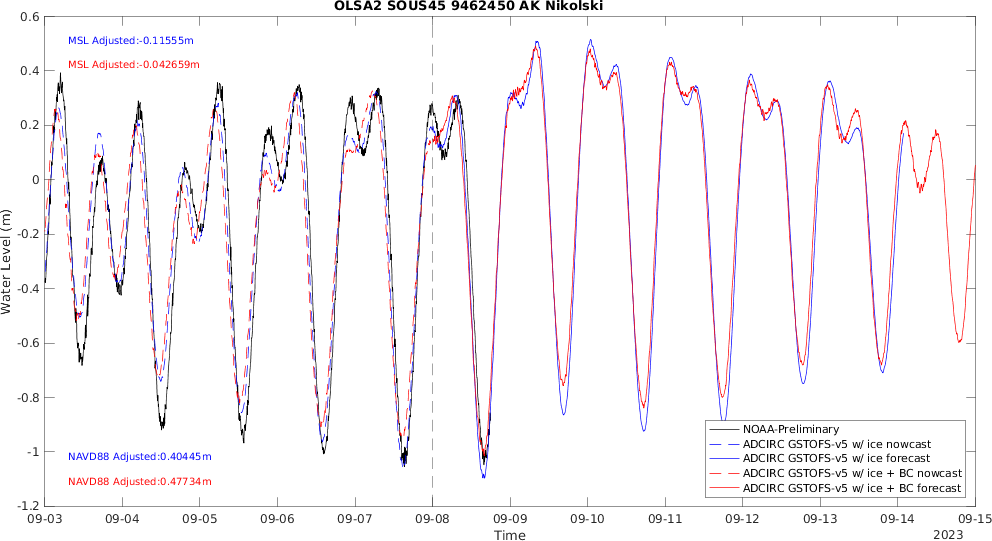 OLSA2 SOUS45 9462450 AK Nikolski
0.6
0.4
0.2
0
-0.2
-0.4
-0.6
-0.8
-1
-1.2
Water Level (m)
MSL Adjusted:-0.11555m
MSL Adjusted:-0.042659m
NAVD88 Adjusted:0.40445m
NAVD88 Adjusted:0.47734m
NOAA-Preliminary
ADCIRC GSTOFS-v5 w/ ice nowcast
ADCIRC GSTOFS-v5 w/ ice forecast
ADCIRC GSTOFS-v5 w/ ice + BC nowcast
ADCIRC GSTOFS-v5 w/ ice + BC forecast
09-03 09-04 09-05 09-06 09-07 09-08 09-09 09-10 09-11 09-12 09-13 09-14 09-15
Time
2023